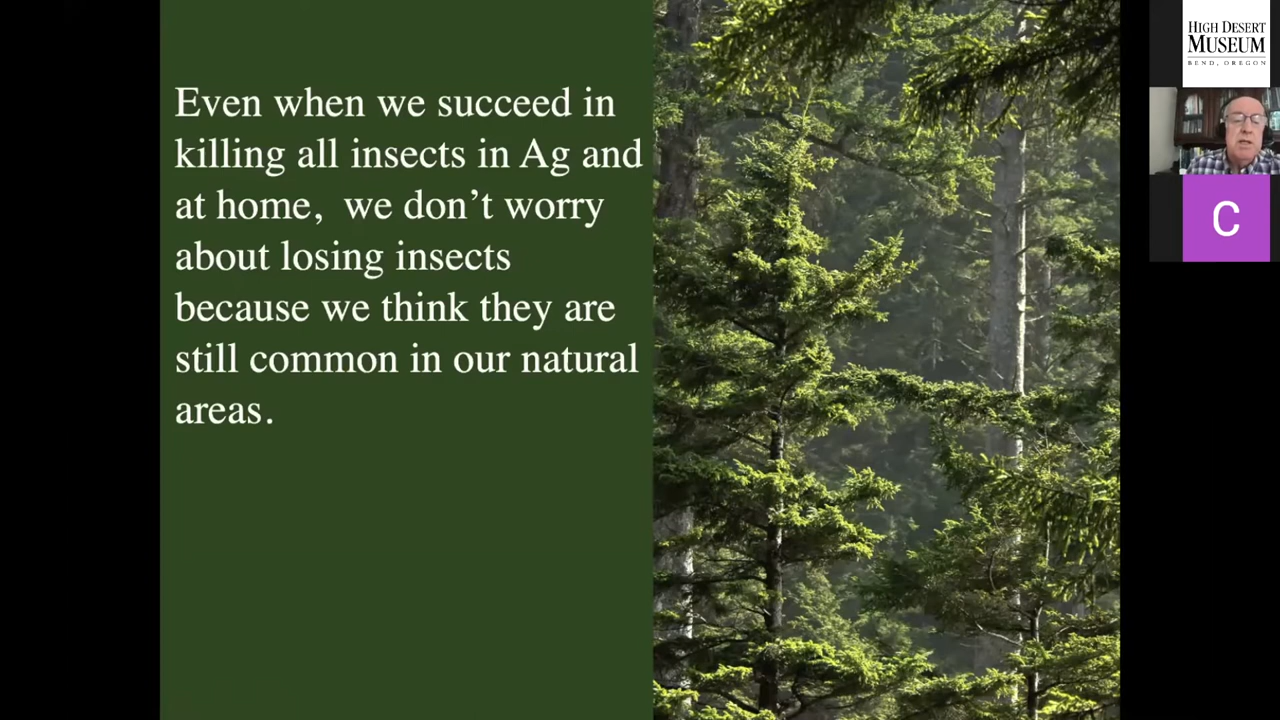 Even when we succeed in
killing all insects in Ag and
at home,  we don’t worry
about losing insects
because we think they are
still common in our natural
areas.
HIGH DESERT
MUSEUM
BEND, OREGON
C